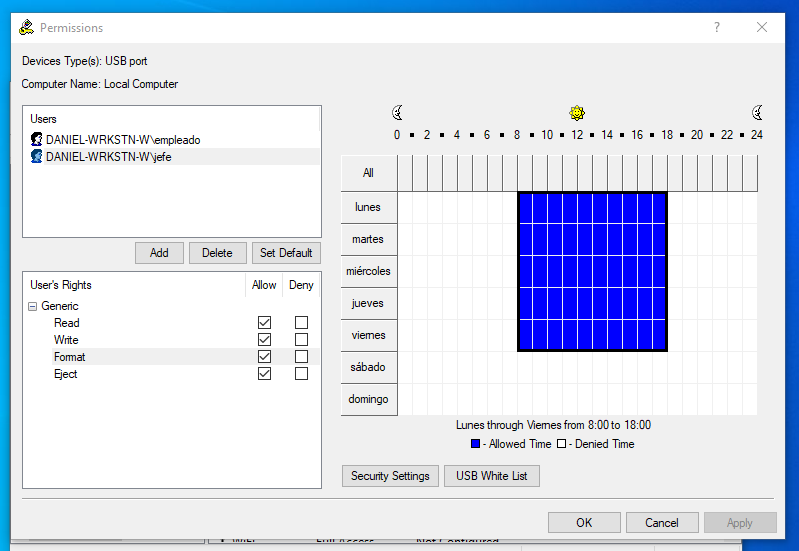 Permissions
?
Devices Type(s): USB port
Computer Name: Local Computer
Users
DANIEL-WRKSTN-W\empleado
DANIEL-WRKSTN-W\jefe
Add
Delete
Set Default
User's Rights Allow Deny
Generic
Read
Write
Format
Eject
0 2 4 6 8 10 12 14 16 18 20 22 24
All
lunes
martes
miércoles
jueves
viernes
sábado
domingo
Lunes through Viernes from 8:00 to 18:00
- Allowed Time - Denied Time
Security Settings
USB White List
OK
Cancel
Apply